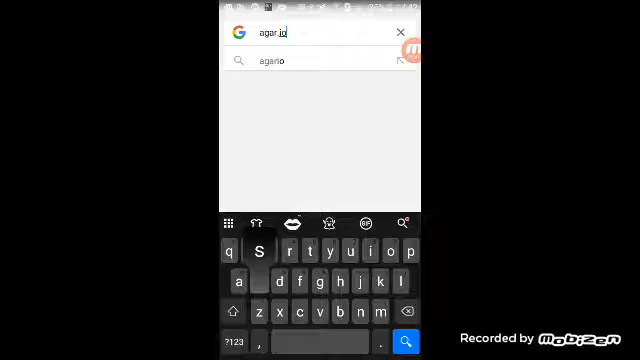 agar.io
agario
GIF
q S r t y u i o p
a d f g h j k l
z x c v b n m
?123 , .
Recorded by MOBIZEN